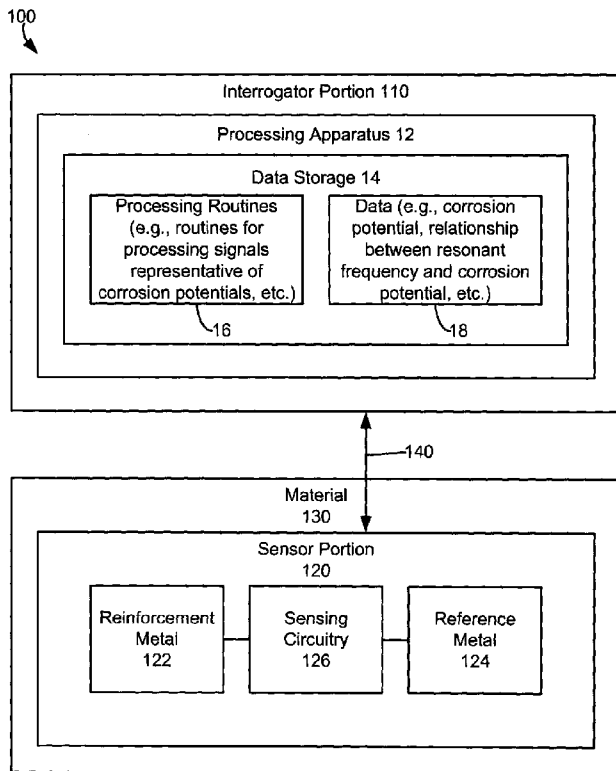 100
Interrogator Portion 110
Processing Apparatus 12
Data Storage 14
Processing Routines
(e.g., routines for
processing signals
representative of
corrosion potentials, etc.)
Data (e.g., corrosion
potential, relationship
between resonant
frequency and corrosion
potential, etc.)
16
18
140
Material
130
Sensor Portion
120
Reinforcement
Metal
122
Sensing
Circuitry
126
Reference
Metal
124